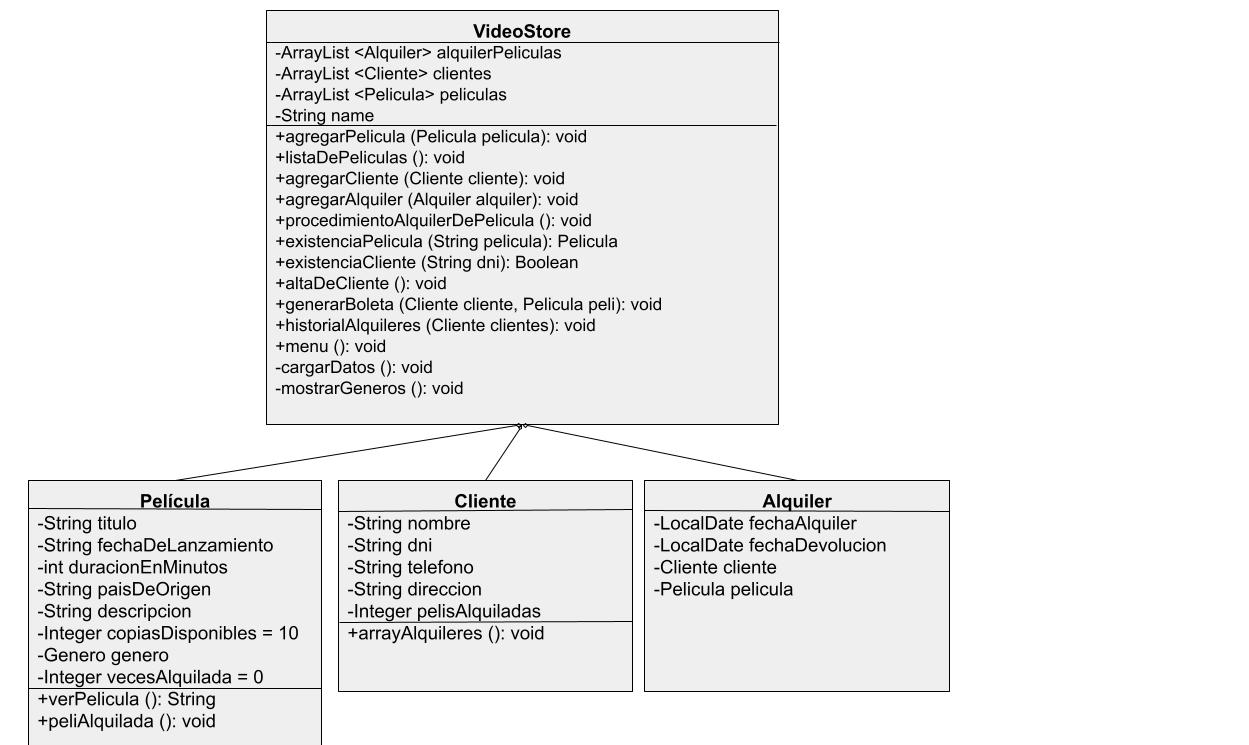 VideoStore
-ArrayList <Alquiler> alquilerPeliculas
-ArrayList <Cliente> clientes
-ArrayList <Pelicula> peliculas
-String name
+agregarPelicula (Pelicula pelicula): void
+listaDePeliculas (): void
+agregarCliente (Cliente cliente): void
+agregarAlquiler (Alquiler alquiler): void
+procedimientoAlquilerDePelicula (): void
+existenciaPelicula (String pelicula): Pelicula
+existenciaCliente (String dni): Boolean
+altaDeCliente (): void
+generarBoleta (Cliente cliente, Pelicula peli): void
+historialAlquileres (Cliente clientes): void
+menu (): void
-cargarDatos (): void
-mostrarGeneros (): void
Película
-String titulo
-String fechaDeLanzamiento
-int duracionEnMinutos
-String paisDeOrigen
-String descripcion
-Integer copiasDisponibles = 10
-Genero genero
-Integer vecesAlquilada = 0
+verPelicula (): String
+peliAlquilada (): void
Cliente
-String nombre
-String dni
-String telefono
-String direccion
-Integer pelisAlquiladas
+arrayAlquileres (): void
Alquiler
-LocalDate fechaAlquiler
-LocalDate fechaDevolucion
-Cliente cliente
-Pelicula pelicula